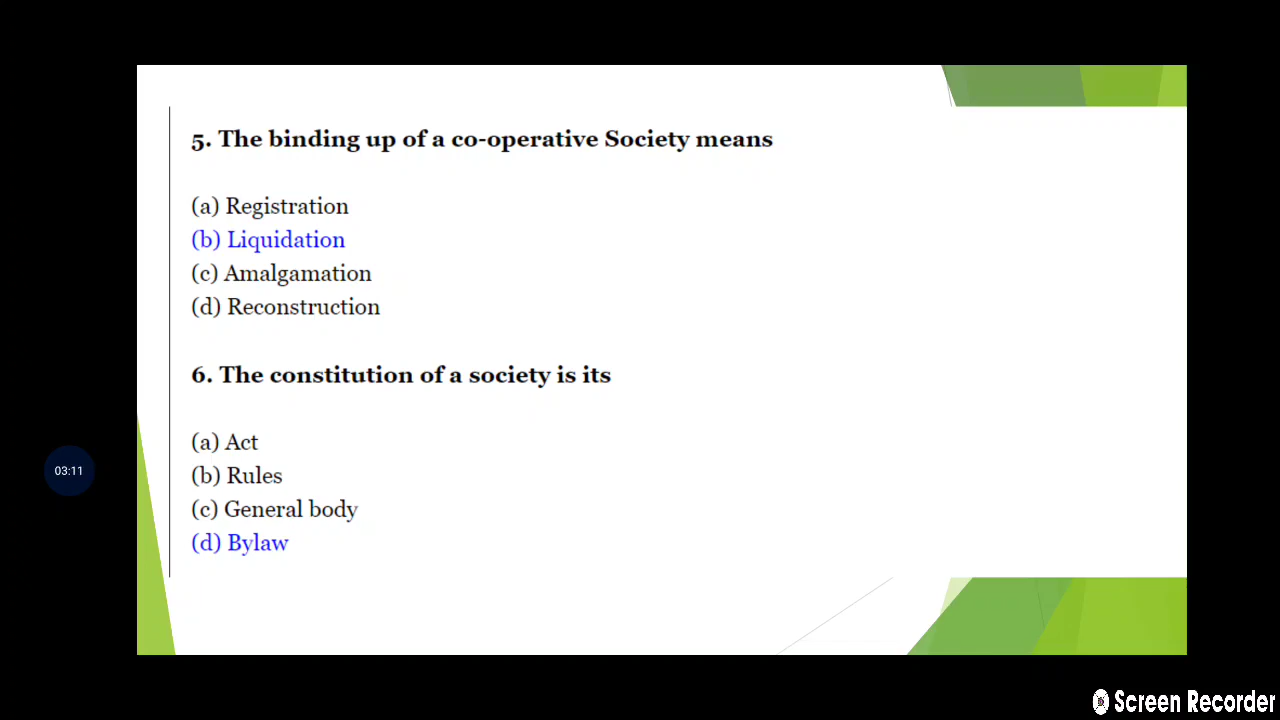 5. The binding up of a co-operative Society means
(a) Registration
(b) Liquidation
(c) Amalgamation
(d) Reconstruction
6. The constitution of a society is its
(a) Act
(b) Rules
(c) General body
(d) Bylaw
03:11
Screen Recorder